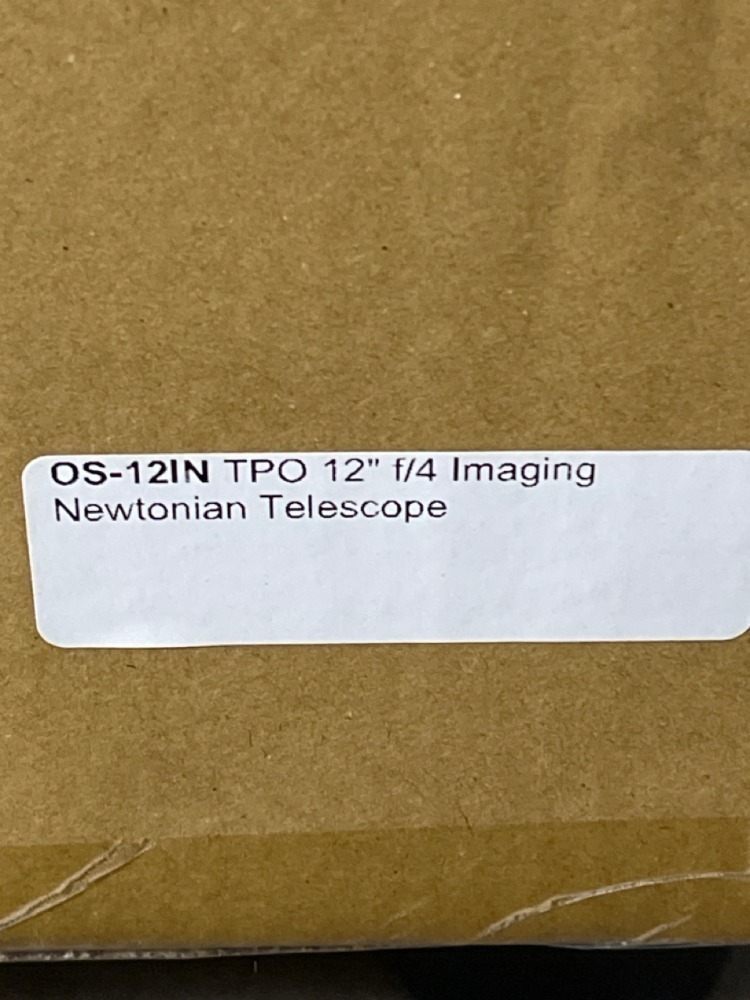 OS-12IN TPO 12" f/4 Imaging
Newtonian Telescope